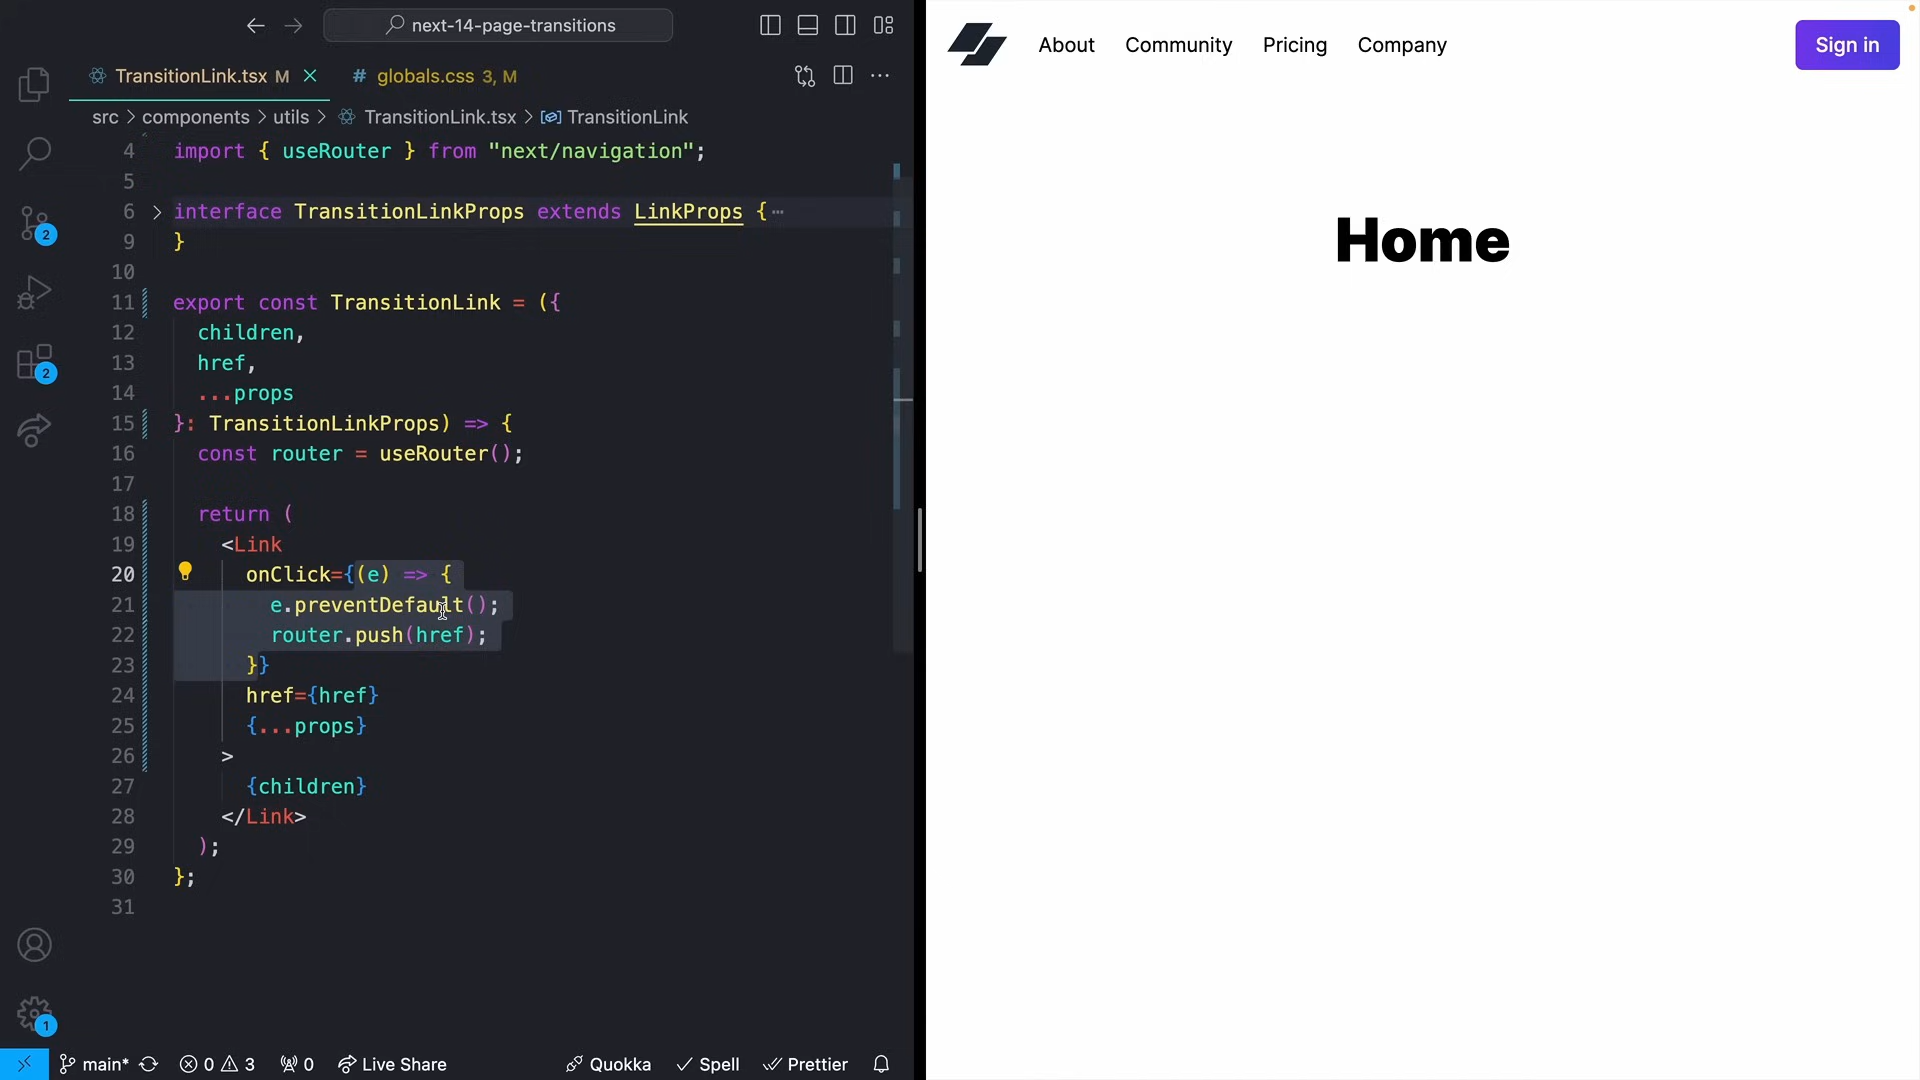 next-14-page-transitions
TransitionLink.tsx M
# globals.css 3, M
src > components > utils > TransitionLink.tsx > TransitionLink
4 import { useRouter } from "next/navigation";
5
6 interface TransitionLinkProps extends LinkProps { ⋯
9 }
10
11 export const TransitionLink = ({
12 children,
13 href,
14 ...props
15 }: TransitionLinkProps) => {
16 const router = useRouter();
17
18 return (
19 <Link
20 onClick={(e) => {
21 e.preventDefault();
22 router.push(href);
23 }}
24 href={href}
25 {...props}
26 >
27 {children}
28 </Link>
29 );
30 };
31
2
2
1
main* 0 3 0 Live Share Quokka Spell Prettier
About Community Pricing Company Sign in
Home